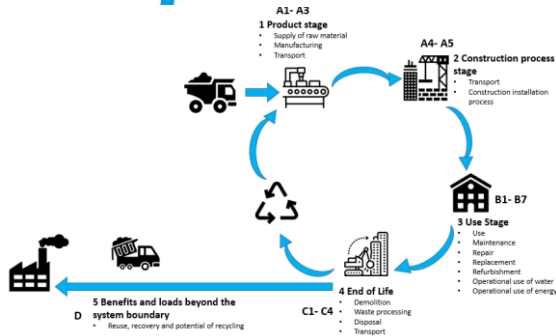 A1- A3
1 Product stage
• Supply of raw material
• Manufacturing
• Transport
A4- A5
2 Construction process
stage
• Transport
• Construction installation
process
B1- B7
3 Use Stage
• Use
• Maintenance
• Repair
• Replacement
• Refurbishment
• Operational use of water
• Operational use of energy
4 End of Life
C1- C4
• Demolition
• Waste processing
• Disposal
• Transport
5 Benefits and loads beyond the
D
system boundary
• Reuse, recovery and potential of recycling